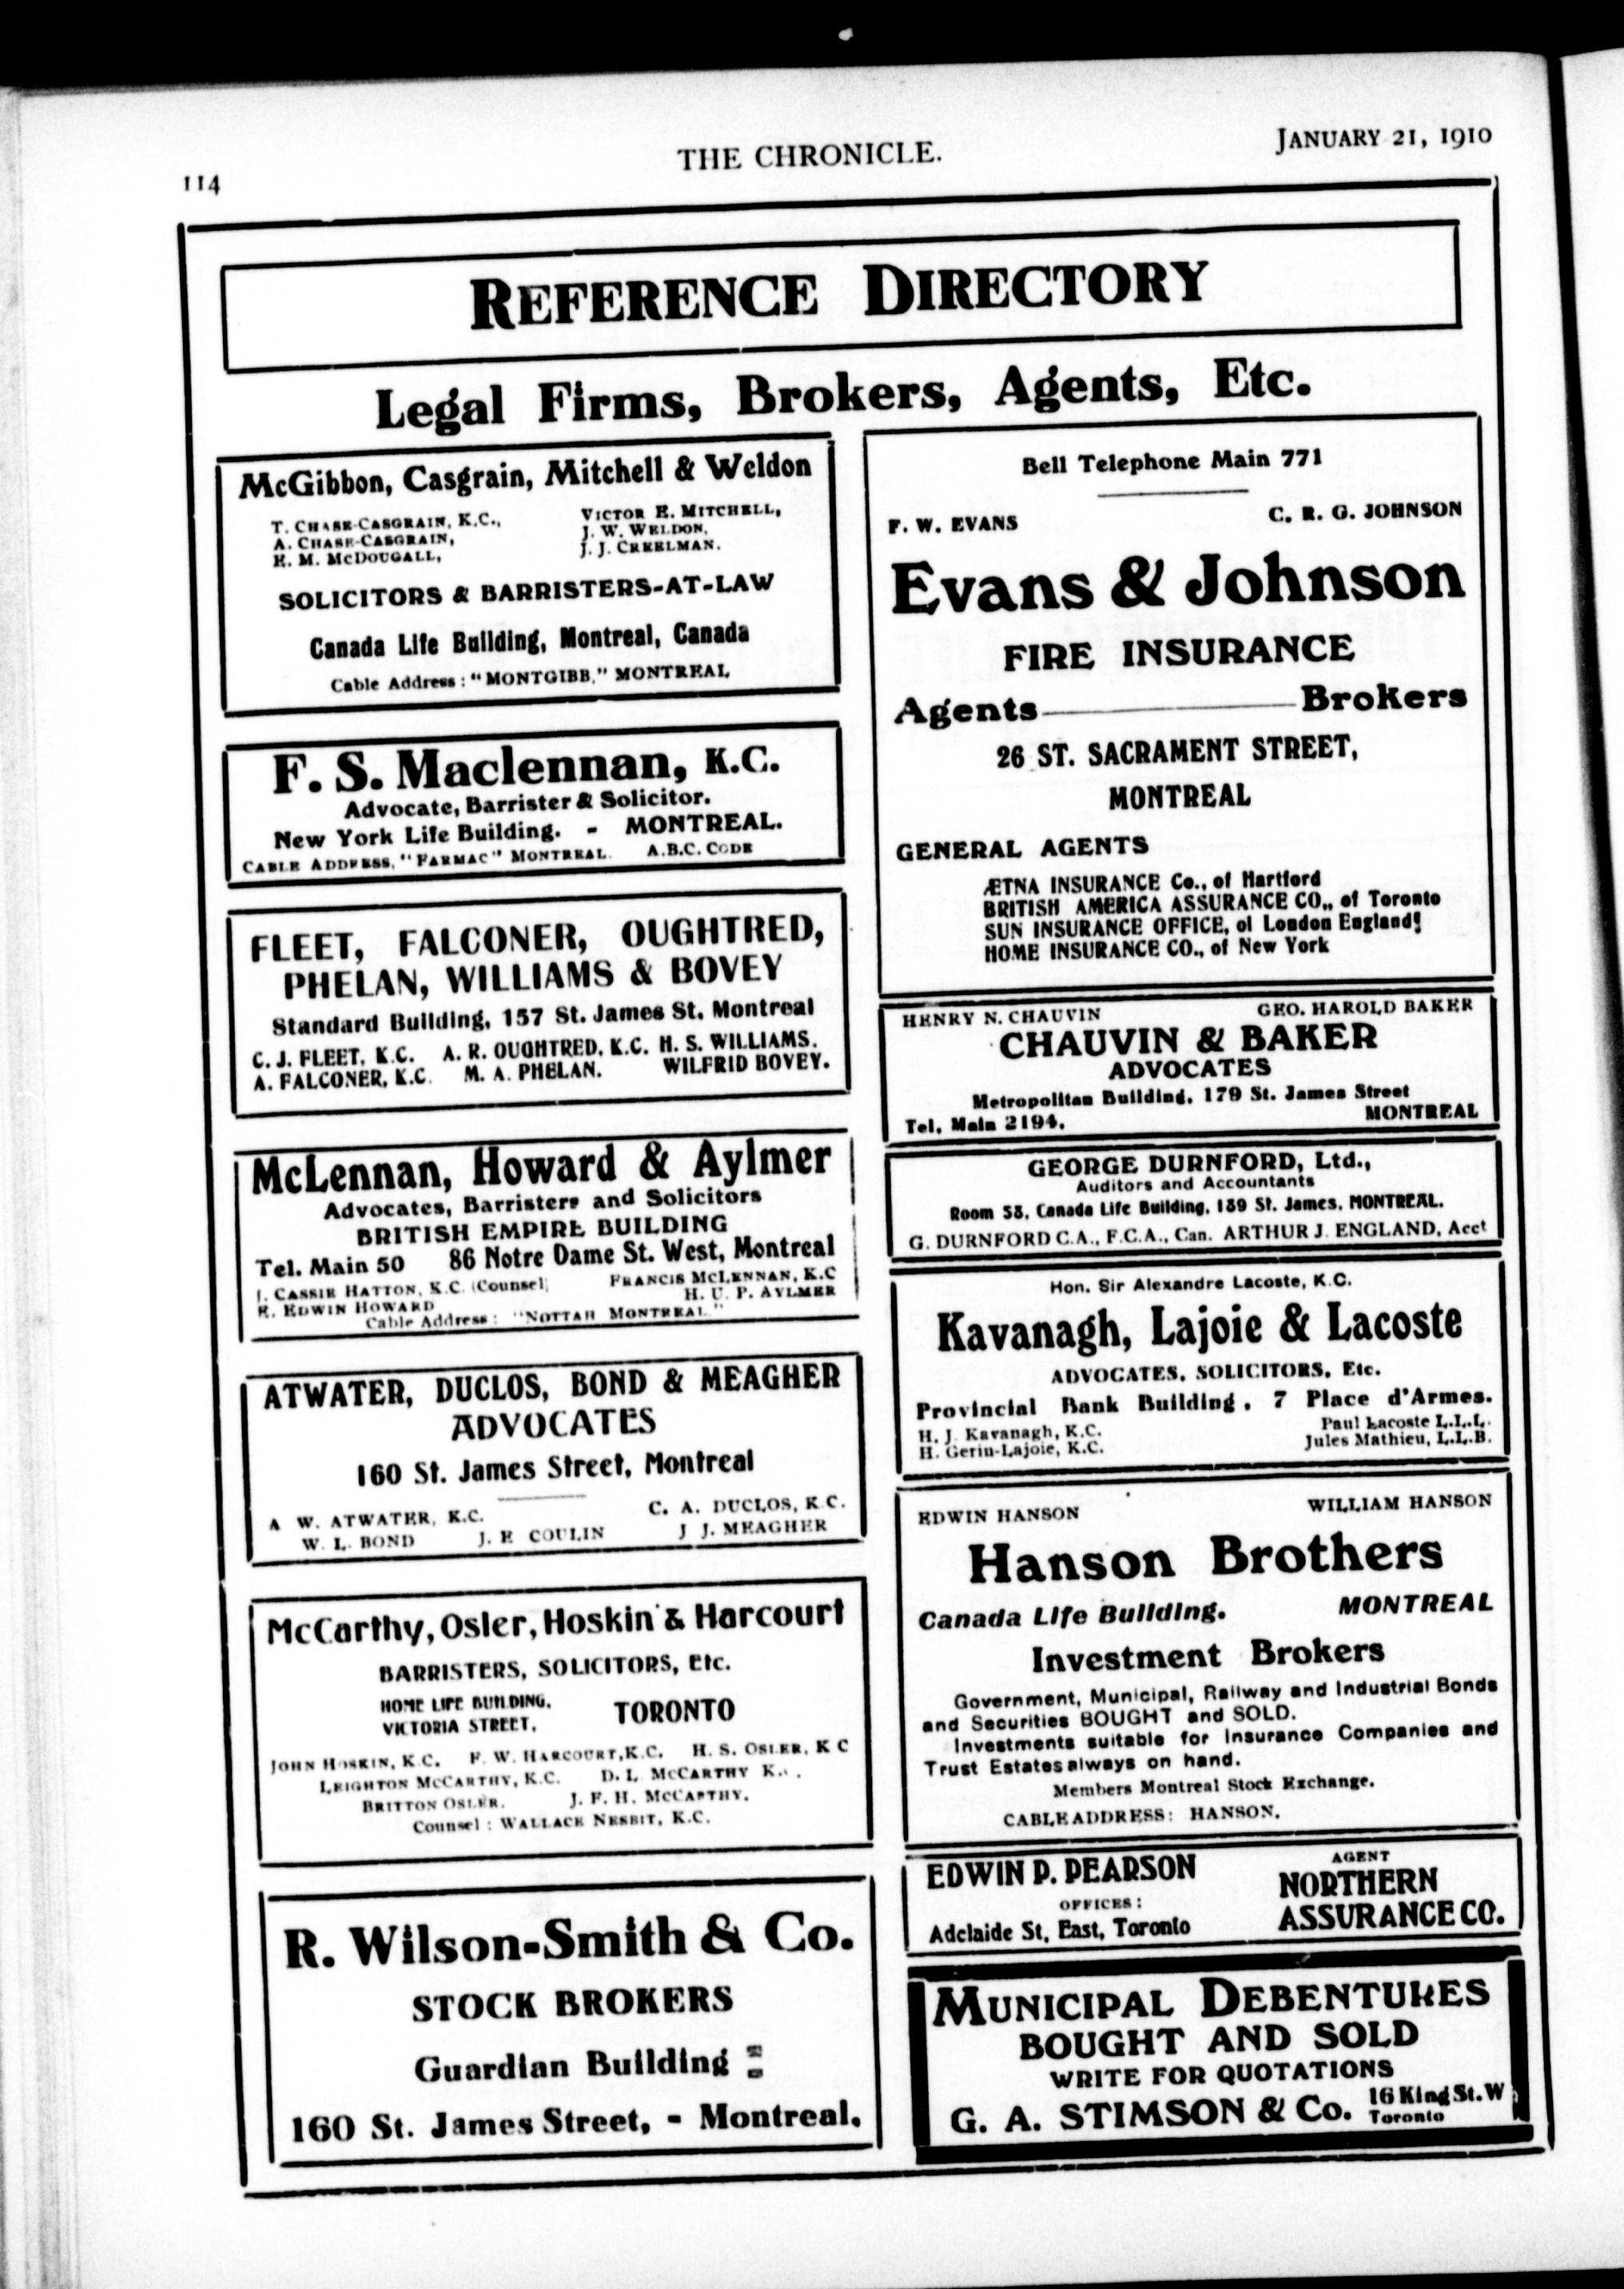 114
THE CHRONICLE.
JANUARY 21, 1910
REFERENCE DIRECTORY
Legal Firms, Brokers, Agents, Etc.
McGibbon, Casgrain, Mitchell & Weldon
T. CHASE-CASGRAIN, K.C., VICTOR E. MITCHELL,
A. CHASE-CASGRAIN, J. W. WELDON,
E. M. MCDOUGALL, J. J. CREELMAN.
SOLICITORS & BARRISTERS-AT-LAW
Canada Life Building, Montreal, Canada
Cable Address: "MONTGIBB," MONTREAL
F. S. Maclennan, K.C.
Advocate, Barrister & Solicitor.
New York Life Building. - MONTREAL.
CABLE ADDRESS, "FARMAC" MONTREAL. A.B.C. CODE
FLEET, FALCONER, OUGHTRED,
PHELAN, WILLIAMS & BOVEY
Standard Building, 157 St. James St. Montreal
C. J. FLEET, K.C. A. R. OUGHTRED, K.C. H. S. WILLIAMS.
A. FALCONER, K.C. M. A. PHELAN. WILFRID BOVEY.
McLennan, Howard & Aylmer
Advocates, Barristers and Solicitors
BRITISH EMPIRE BUILDING
Tel. Main 50 86 Notre Dame St. West, Montreal
J. CASSIE HATTON, K.C. (Counsel) FRANCIS MCLENNAN, K.C
E. EDWIN HOWARD H. U. P. AYLMER
Cable Address: "NOTTAH MONTREAL"
ATWATER, DUCLOS, BOND & MEAGHER
ADVOCATES
160 St. James Street, Montreal
A W. ATWATER, K.C. C. A. DUCLOS, K.C.
W. L. BOND J. E COULIN J J. MEAGHER
McCarthy, Osler, Hoskin & Harcourt
BARRISTERS, SOLICITORS, Etc.
HOME LIFE BUILDING,
VICTORIA STREET, TORONTO
JOHN HOSKIN, K.C. F. W. HARCOURT, K.C. H. S. OSLER, K C
LEIGHTON MCCARTHY, K.C. D. L. MCCARTHY
BRITTON OSLER. J. F. H. MCCARTHY.
Counsel: WALLACE NESBIT, K.C.
R. Wilson-Smith & Co.
STOCK BROKERS
Guardian Building
160 St. James Street, - Montreal.
Bell Telephone Main 771
F. W. EVANS C. R. G. JOHNSON
Evans & Johnson
FIRE INSURANCE
Agents Brokers
26 ST. SACRAMENT STREET,
MONTREAL
GENERAL AGENTS
ÆTNA INSURANCE Co., of Hartford
BRITISH AMERICA ASSURANCE CO., of Toronto
SUN INSURANCE OFFICE, of London England!
HOME INSURANCE CO., of New York
HENRY N. CHAUVIN GEO. HAROLD BAKER
CHAUVIN & BAKER
ADVOCATES
Metropolitan Building, 179 St. James Street
Tel. Main 2194. MONTREAL
GEORGE DURNFORD, Ltd.,
Auditors and Accountants
Room 58, Canada Life Building, 189 St. James, MONTREAL.
G. DURNFORD C.A., F.C.A., Can. ARTHUR J. ENGLAND, Acct
Hon. Sir Alexandre Lacoste, K.C.
Kavanagh, Lajoie & Lacoste
ADVOCATES, SOLICITORS, Etc.
Provincial Bank Building, 7 Place d'Armes.
H. J. Kavanagh, K.C. Paul Lacoste L.L.L.
H. Gerin-Lajoie, K.C. Jules Mathieu, L.L.B.
EDWIN HANSON WILLIAM HANSON
Hanson Brothers
Canada Life Building. MONTREAL
Investment Brokers
Government, Municipal, Railway and Industrial Bonds
and Securities BOUGHT and SOLD.
Investments suitable for Insurance Companies and
Trust Estates always on hand.
Members Montreal Stock Exchange.
CABLE ADDRESS: HANSON.
EDWIN P. PEARSON
OFFICES:
Adelaide St, East, Toronto
AGENT
NORTHERN
ASSURANCE CO.
MUNICIPAL DEBENTURES
BOUGHT AND SOLD
WRITE FOR QUOTATIONS
G. A. STIMSON & Co. 16 King St. W
Toronto